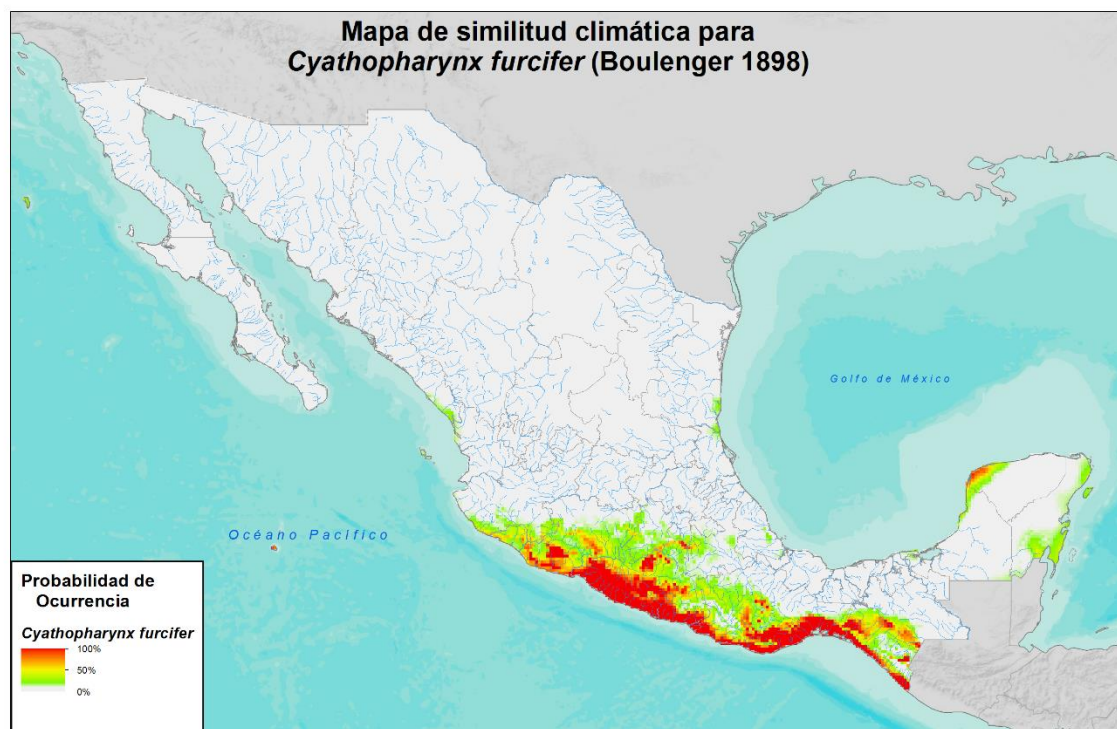 Mapa de similitud climática para
Cyathopharynx furcifer (Boulenger 1898)
Golfo de México
Océano Pacífico
Probabilidad de
Ocurrencia
Cyathopharynx furcifer
100%
50%
0%